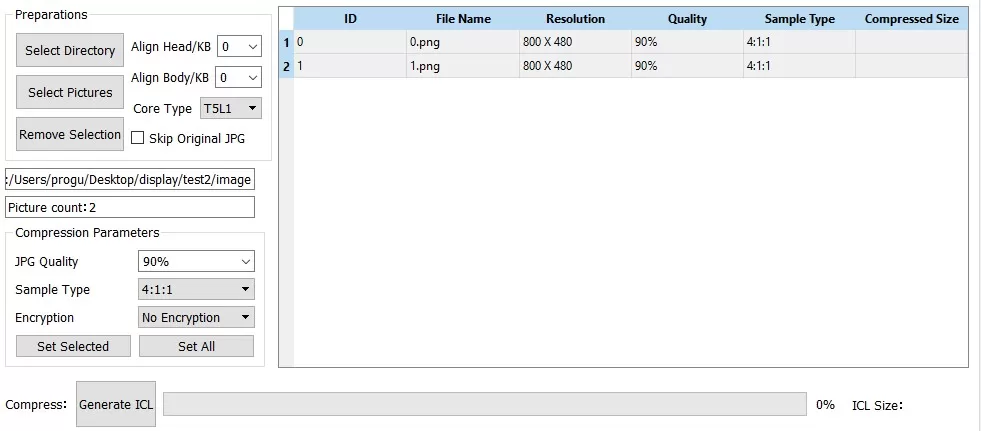 Preparations
Select Directory
Align Head/KB 0
Select Pictures
Align Body/KB 0
Core Type T5L1
Remove Selection
Skip Original JPG
:/Users/progu/Desktop/display/test2/image
Picture count:2
Compression Parameters
JPG Quality 90%
Sample Type 4:1:1
Encryption No Encryption
Set Selected Set All
ID File Name Resolution Quality Sample Type Compressed Size
1 0 0.png 800 X 480 90% 4:1:1
2 1 1.png 800 X 480 90% 4:1:1
Compress: Generate ICL 0% ICL Size: